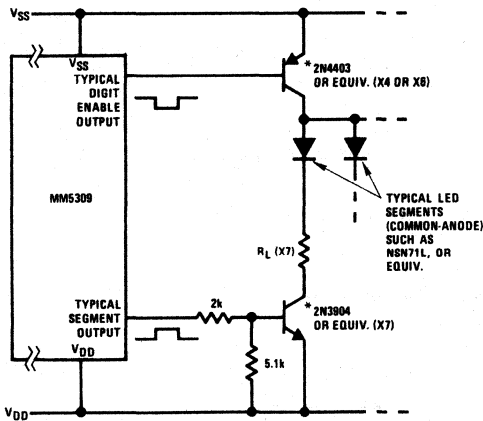 VSS
VSS
TYPICAL
DIGIT
ENABLE
OUTPUT
* 2N4403
OR EQUIV. (X4 OR X6)
MM5309
TYPICAL LED
SEGMENTS
(COMMON-ANODE)
SUCH AS
NSN71L, OR
EQUIV.
RL (X7)
TYPICAL
SEGMENT
OUTPUT
2k
* 2N3904
OR EQUIV. (X7)
VDD
5.1k
VDD